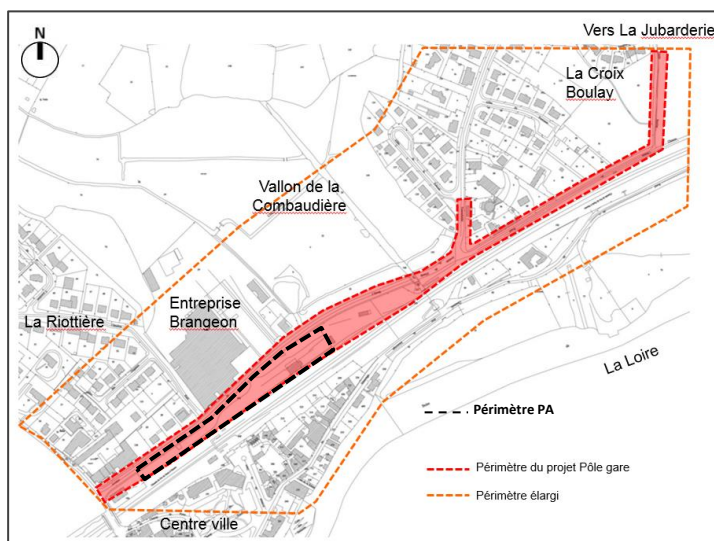 Vers La Jubarderie
N
La Croix
Boulay
Vallon de la
Combaudière
Entreprise
Brangeon
La Riottière
La Loire
Périmètre PA
Périmètre du projet Pôle gare
Périmètre élargi
Centre ville